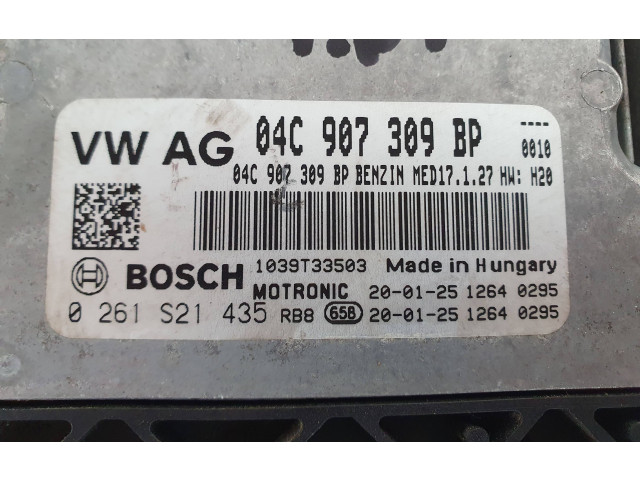 VW AG 04C 907 309 BP ----
0010
04C 907 309 BP BENZIN MED17.1.27 HW: H20
BOSCH 1039T33503 Made in Hungary
MOTRONIC 20-01-25 1264 0295
0 261 S21 435 RB8 65B 20-01-25 1264 0295